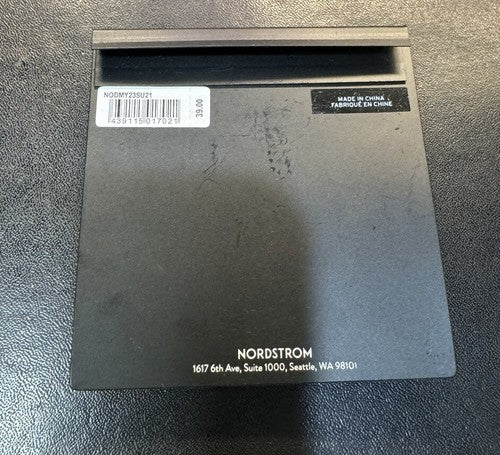 NODMY23SU21
439115017021
39.00
MADE IN CHINA
FABRIQUÉ EN CHINE
NORDSTROM
1617 6th Ave, Suite 1000, Seattle, WA 98101